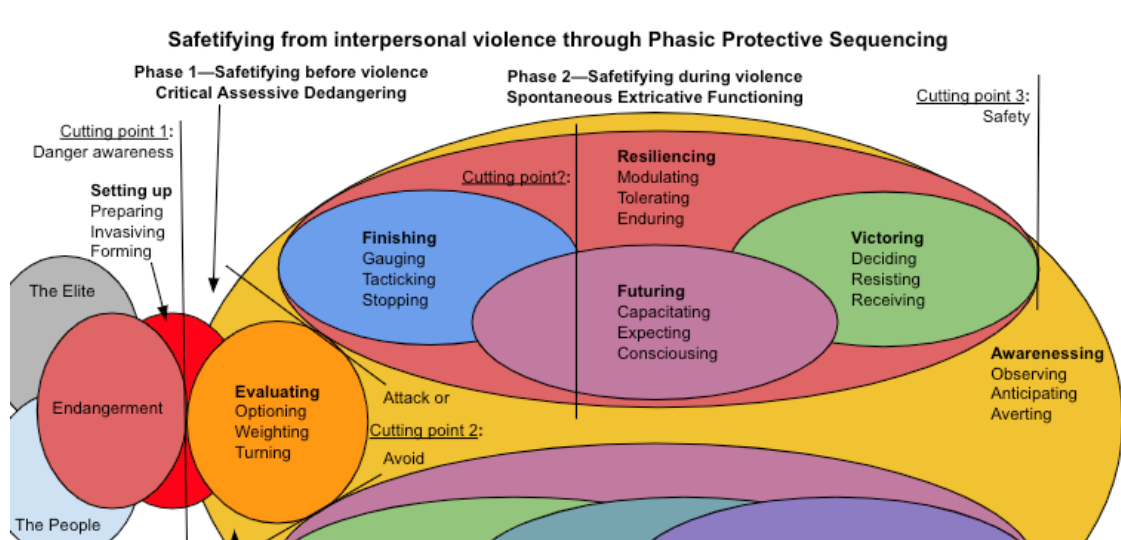 Safetifying from interpersonal violence through Phasic Protective Sequencing
Phase 1—Safetifying before violence
Critical Assessive Dedangering
Phase 2—Safetifying during violence
Spontaneous Extricative Functioning
Cutting point 3:
Safety
Cutting point 1:
Danger awareness
Setting up
Preparing
Invasiving
Forming
Cutting point?:
Resiliencing
Modulating
Tolerating
Enduring
Finishing
Gauging
Tacticking
Stopping
Victoring
Deciding
Resisting
Receiving
Futuring
Capacitating
Expecting
Consciousing
The Elite
Endangerment
The People
Evaluating
Optioning
Weighting
Turning
Attack or
Cutting point 2:
Avoid
Awarenessing
Observing
Anticipating
Averting